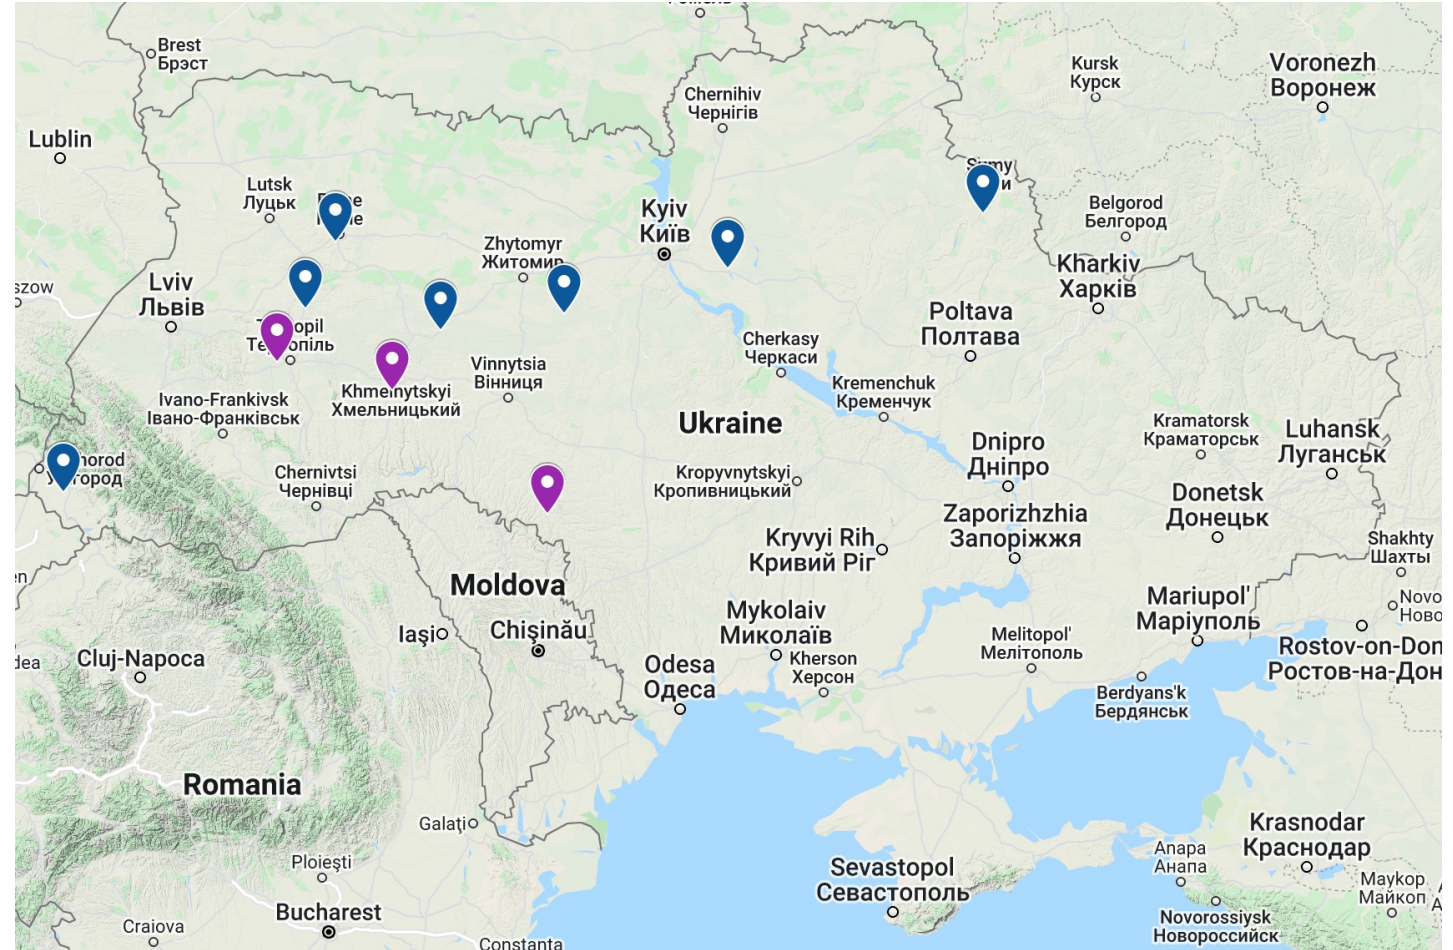 Brest
Брэст
Kursk
Курск
Voronezh
Воронеж
Chernihiv
Чернігів
Lublin
Sumy
Lutsk
Луцьк
Belgorod
Белгород
Kyiv
Київ
Zhytomyr
Житомир
Kharkiv
Харків
Lviv
Львів
Poltava
Полтава
Cherkasy
Черкаси
Vinnytsia
Вінниця
Kremenchuk
Кременчук
Khmelnytskyi
Хмельницький
Ivano-Frankivsk
Івано-Франківськ
Ukraine
Kramatorsk
Краматорськ
Luhansk
Луганськ
Dnipro
Дніпро
Chernivtsi
Чернівці
Kropyvnytskyi
Кропивницький
Donetsk
Донецьк
Zaporizhzhia
Запоріжжя
Kryvyi Rih
Кривий Ріг
Shakhty
Шахты
Moldova
Mariupol'
Маріуполь
Mykolaiv
Миколаїв
Iași
Chișinău
Melitopol'
Мелітополь
Cluj-Napoca
Odesa
Одеса
Kherson
Херсон
Rostov-on-Don
Ростов-на-Дон
Berdyans'k
Бердянськ
Romania
Galați
Krasnodar
Краснодар
Ploiești
Anapa
Анапа
Sevastopol
Севастополь
Maykop
Майкоп
Bucharest
Craiova
Novorossiysk
Новороссийск
Constanta